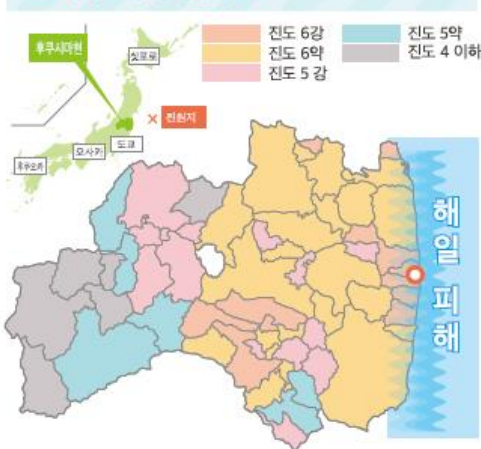 진도 6강
진도 6약
진도 5 강
진도 5약
진도 4 이하
후쿠시마현
삿포로
진원지
도쿄
오사카
후쿠오카
해일 피해